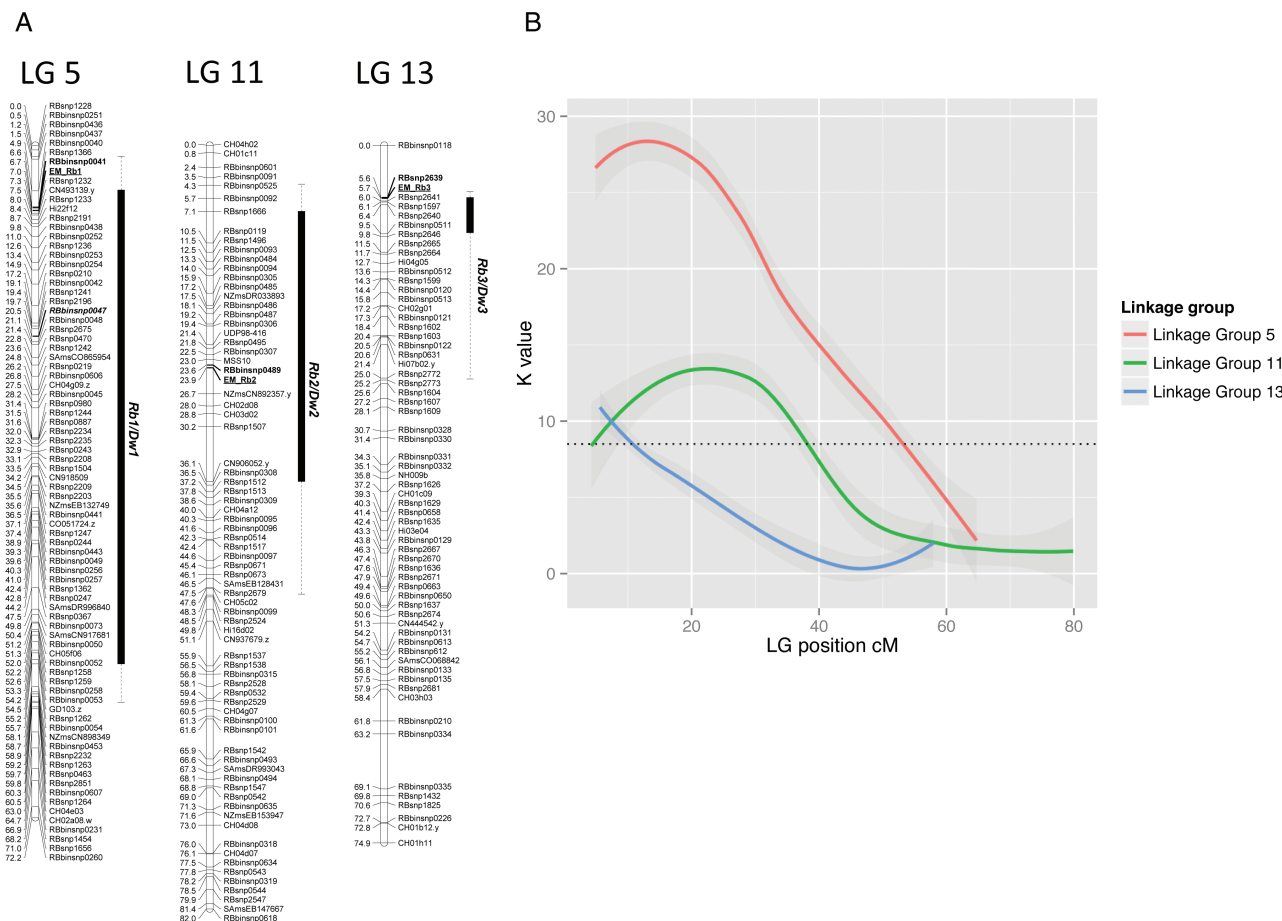 A
LG 5
0.0 RBsnp1228
0.5 RBbinsnp0251
1.2 RBbinsnp0436
1.5 RBbinsnp0437
4.9 RBbinsnp0040
6.6 RBsnp1366
6.7 RBbinsnp0041
7.0 EM_Rb1
7.3 RBsnp1232
7.5 CN493139.y
8.0 RBsnp1233
8.4 Hi22f12
8.7 RBsnp2191
9.8 RBbinsnp0438
11.0 RBbinsnp0252
12.6 RBsnp1236
13.4 RBbinsnp0253
14.9 RBbinsnp0254
17.2 RBsnp0210
19.1 RBbinsnp0042
19.4 RBsnp1241
19.7 RBsnp2196
20.5 RBbinsnp0047
21.1 RBbinsnp0048
21.4 RBsnp2675
22.8 RBbinsnp0470
23.6 RBsnp1242
24.8 SAmsCO865954
26.2 RBsnp0219
26.8 RBbinsnp0606
27.5 CH04g09.z
28.2 RBbinsnp0045
31.4 RBsnp0980
31.5 RBsnp1244
31.6 RBsnp0887
32.0 RBsnp2234
32.3 RBsnp2235
32.9 RBsnp0243
33.1 RBsnp2208
33.5 RBsnp1504
34.2 CN918509
34.5 RBsnp2209
35.5 RBsnp2203
35.6 NZmsEB132749
36.5 RBbinsnp0441
37.1 CO051724.z
37.4 RBsnp1247
38.9 RBsnp0244
39.3 RBbinsnp0443
39.6 RBbinsnp0049
40.3 RBbinsnp0256
41.0 RBbinsnp0257
42.4 RBsnp1362
42.8 RBsnp0247
44.2 SAmsDR996840
47.5 RBsnp0367
49.8 RBbinsnp0073
50.4 SAmsCN917681
51.2 RBbinsnp0050
51.3 CH05f06
52.0 RBbinsnp0052
52.2 RBsnp1258
52.6 RBsnp1259
53.3 RBbinsnp0258
54.2 RBbinsnp0053
54.5 GD103.z
55.2 RBsnp1262
55.7 RBbinsnp0054
58.1 NZmsCN898349
58.7 RBbinsnp0453
58.9 RBsnp2232
59.2 RBsnp1263
59.7 RBsnp0463
59.8 RBsnp2851
60.3 RBbinsnp0607
60.5 RBsnp1264
63.0 CH04e03
64.7 CH02a08.w
66.9 RBbinsnp0231
68.2 RBsnp1454
71.0 RBsnp1656
72.2 RBbinsnp0260
Rb1/Dw1
LG 11
0.0 CH04h02
0.8 CH01c11
2.4 RBbinsnp0601
3.5 RBbinsnp0091
4.3 RBbinsnp0525
5.7 RBbinsnp0092
7.1 RBsnp1666
10.5 RBsnp0119
11.5 RBsnp1496
12.5 RBbinsnp0093
13.3 RBbinsnp0484
14.0 RBbinsnp0094
15.9 RBbinsnp0305
17.2 RBbinsnp0485
17.5 NZmsDR033893
18.1 RBbinsnp0486
19.2 RBbinsnp0487
19.4 RBbinsnp0306
21.4 UDP98-416
21.8 RBsnp0495
22.5 RBbinsnp0307
23.0 MSS10
23.6 RBbinsnp0489
23.9 EM_Rb2
26.7 NZmsCN892357.y
28.0 CH02d08
28.8 CH03d02
30.2 RBsnp1507
36.1 CN906052.y
36.5 RBbinsnp0308
37.2 RBsnp1512
37.8 RBsnp1513
38.6 RBbinsnp0309
40.0 CH04a12
40.3 RBbinsnp0095
41.6 RBbinsnp0096
42.3 RBsnp0514
42.4 RBsnp1517
44.6 RBbinsnp0097
45.4 RBsnp0671
46.1 RBsnp0673
46.5 SAmsEB128431
47.5 RBsnp2679
47.6 CH05c02
48.3 RBbinsnp0099
48.5 RBsnp2524
49.8 Hi16d02
51.1 CN937679.z
55.9 RBsnp1537
56.5 RBsnp1538
56.8 RBbinsnp0315
58.1 RBsnp2528
59.4 RBsnp0532
59.6 RBsnp2529
60.5 CH04g07
61.3 RBbinsnp0100
61.6 RBbinsnp0101
65.9 RBsnp1542
66.6 RBbinsnp0493
67.3 SAmsDR993043
68.1 RBbinsnp0494
68.8 RBsnp1547
69.0 RBsnp0542
71.3 RBbinsnp0635
71.6 NZmsEB153947
73.0 CH04d08
76.0 RBbinsnp0318
76.1 CH04d07
77.5 RBbinsnp0634
77.8 RBsnp0543
78.2 RBbinsnp0319
78.5 RBsnp0544
79.9 RBsnp2547
81.4 SAmsEB147667
82.0 RBbinsnp0618
Rb2/Dw2
LG 13
0.0 RBbinsnp0118
5.6 RBsnp2639
5.7 EM_Rb3
6.0 RBsnp2641
6.1 RBsnp1597
6.4 RBsnp2640
9.5 RBbinsnp0511
9.8 RBsnp2646
11.5 RBsnp2665
11.7 RBsnp2664
12.7 Hi04g05
13.6 RBbinsnp0512
14.3 RBsnp1599
14.4 RBbinsnp0120
15.8 RBbinsnp0513
17.2 CH02g01
17.3 RBbinsnp0121
18.4 RBsnp1602
20.4 RBsnp1603
20.5 RBbinsnp0122
20.6 RBsnp0631
21.4 Hi07b02.y
25.0 RBsnp2772
25.2 RBsnp2773
25.6 RBsnp1604
27.2 RBsnp1607
28.1 RBsnp1609
30.7 RBbinsnp0328
31.4 RBbinsnp0330
34.3 RBbinsnp0331
35.1 RBbinsnp0332
35.8 NH009b
37.2 RBsnp1626
39.3 CH01c09
40.3 RBsnp1629
41.4 RBsnp0658
42.4 RBsnp1635
43.3 Hi03e04
43.8 RBbinsnp0129
46.3 RBsnp2667
47.4 RBsnp2670
47.6 RBsnp1636
47.9 RBsnp2671
49.4 RBsnp0663
49.6 RBbinsnp0650
50.0 RBsnp1637
50.6 RBsnp2674
51.3 CN444542.y
54.2 RBbinsnp0131
54.7 RBbinsnp0613
55.2 RBbinsnp612
56.1 SAmsCO068842
56.8 RBbinsnp0133
57.5 RBbinsnp0135
57.9 RBsnp2681
58.4 CH03h03
61.8 RBbinsnp0210
63.2 RBbinsnp0334
69.1 RBbinsnp0335
69.8 RBsnp1432
70.6 RBsnp1825
72.7 RBbinsnp0226
72.8 CH01b12.y
74.9 CH01h11
Rb3/Dw3
B
30
20
10
0
K value
20 40 60 80
LG position cM
Linkage group
Linkage Group 5
Linkage Group 11
Linkage Group 13